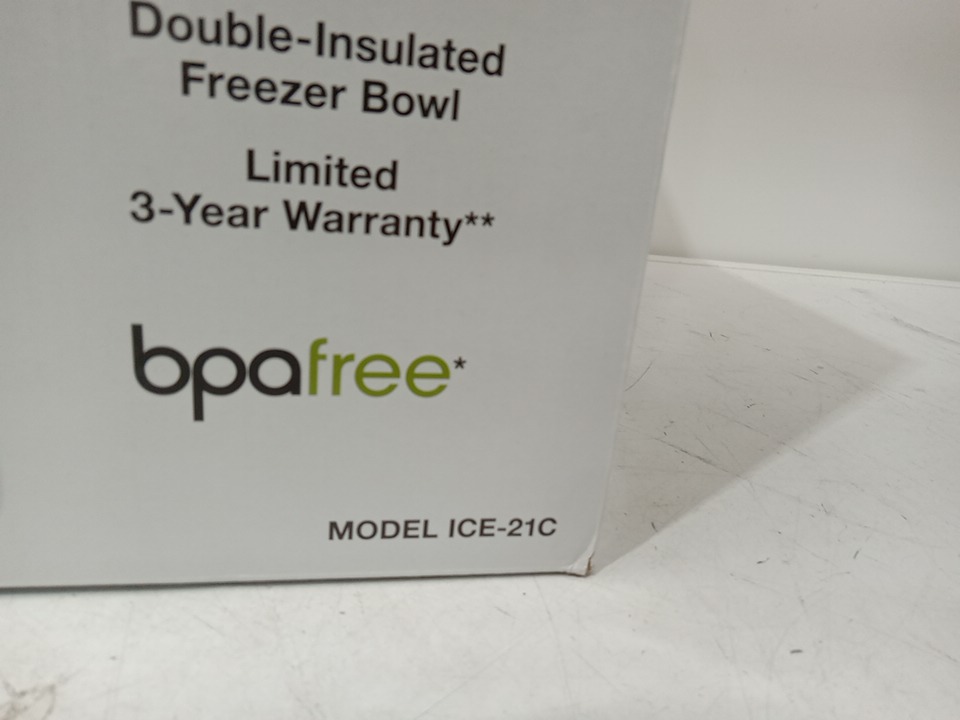 Double-Insulated
Freezer Bowl
Limited
3-Year Warranty**
bpafree*
MODEL ICE-21C